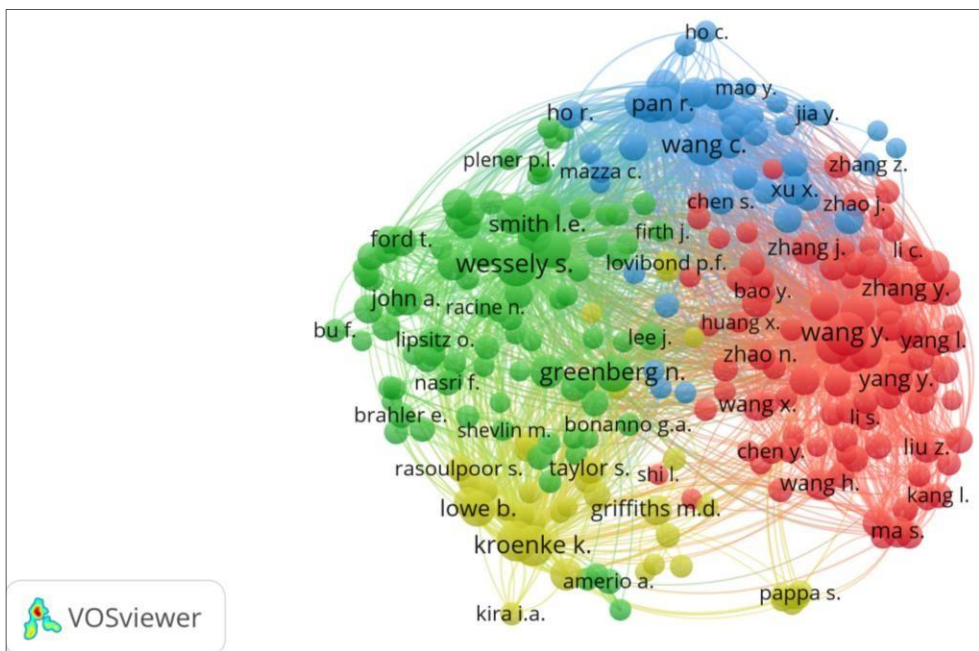 ho c.
mao y.
pan r.
ho r.
jia y.
wang c.
plener p.l.
zhang z.
mazza c.
xu x.
chen s.
zhao j.
smith l.e.
firth j.
ford t.
zhang j.
li c.
wessely s.
lovibond p.f.
zhang y.
bao y.
john a.
racine n.
huang x.
bu f.
lipsitz o.
lee j.
wang y.
yang l.
zhao n.
greenberg n.
nasri f.
yang y.
wang x.
brahler e.
li s.
bonanno g.a.
shevlin m.
chen y.
liu z.
rasoulpoor s.
taylor s.
shi l.
wang h.
kang l.
lowe b.
griffiths m.d.
ma s.
kroenke k.
amerio a.
pappa s.
kira i.a.
VOSviewer